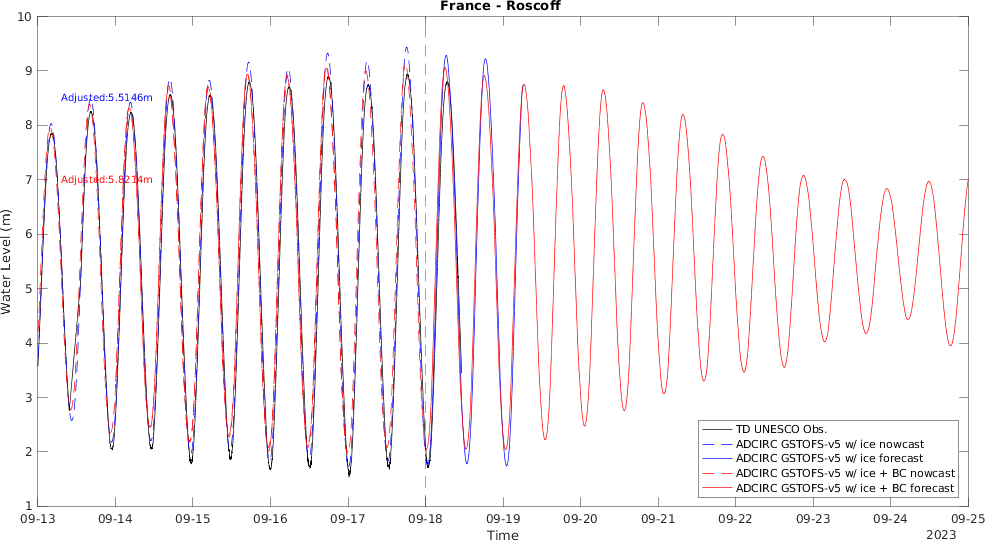 France - Roscoff
Water Level (m)
10
9
8
7
6
5
4
3
2
1
Adjusted:5.5146m
Adjusted:5.8214m
TD UNESCO Obs.
ADCIRC GSTOFS-v5 w/ ice nowcast
ADCIRC GSTOFS-v5 w/ ice forecast
ADCIRC GSTOFS-v5 w/ ice + BC nowcast
ADCIRC GSTOFS-v5 w/ ice + BC forecast
09-13 09-14 09-15 09-16 09-17 09-18 09-19 09-20 09-21 09-22 09-23 09-24 09-25
Time
2023